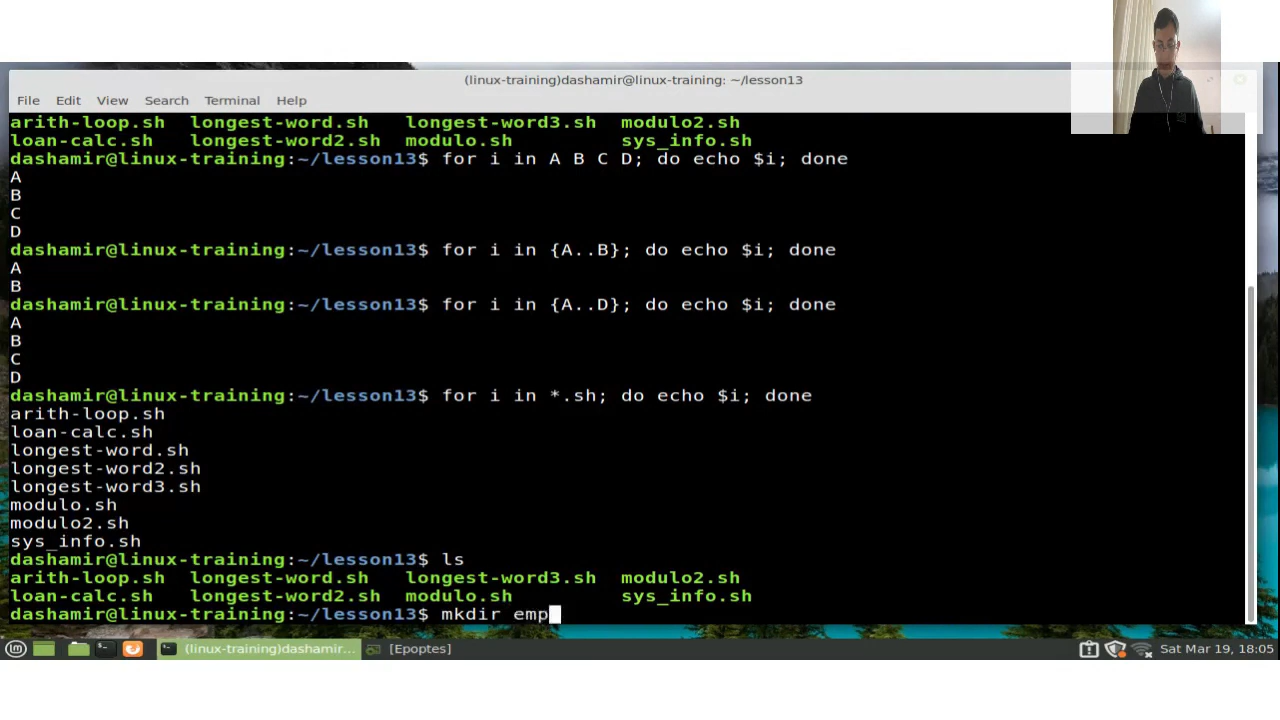 (linux-training)dashamir@linux-training: ~/lesson13
File Edit View Search Terminal Help
arith-loop.sh longest-word.sh longest-word3.sh modulo2.sh
loan-calc.sh longest-word2.sh modulo.sh sys_info.sh
dashamir@linux-training:~/lesson13$ for i in A B C D; do echo $i; done
A
B
C
D
dashamir@linux-training:~/lesson13$ for i in {A..B}; do echo $i; done
A
B
dashamir@linux-training:~/lesson13$ for i in {A..D}; do echo $i; done
A
B
C
D
dashamir@linux-training:~/lesson13$ for i in *.sh; do echo $i; done
arith-loop.sh
loan-calc.sh
longest-word.sh
longest-word2.sh
longest-word3.sh
modulo.sh
modulo2.sh
sys_info.sh
dashamir@linux-training:~/lesson13$ ls
arith-loop.sh longest-word.sh longest-word3.sh modulo2.sh
loan-calc.sh longest-word2.sh modulo.sh sys_info.sh
dashamir@linux-training:~/lesson13$ mkdir emp
(linux-training)dashamir... [Epoptes] Sat Mar 19, 18:05